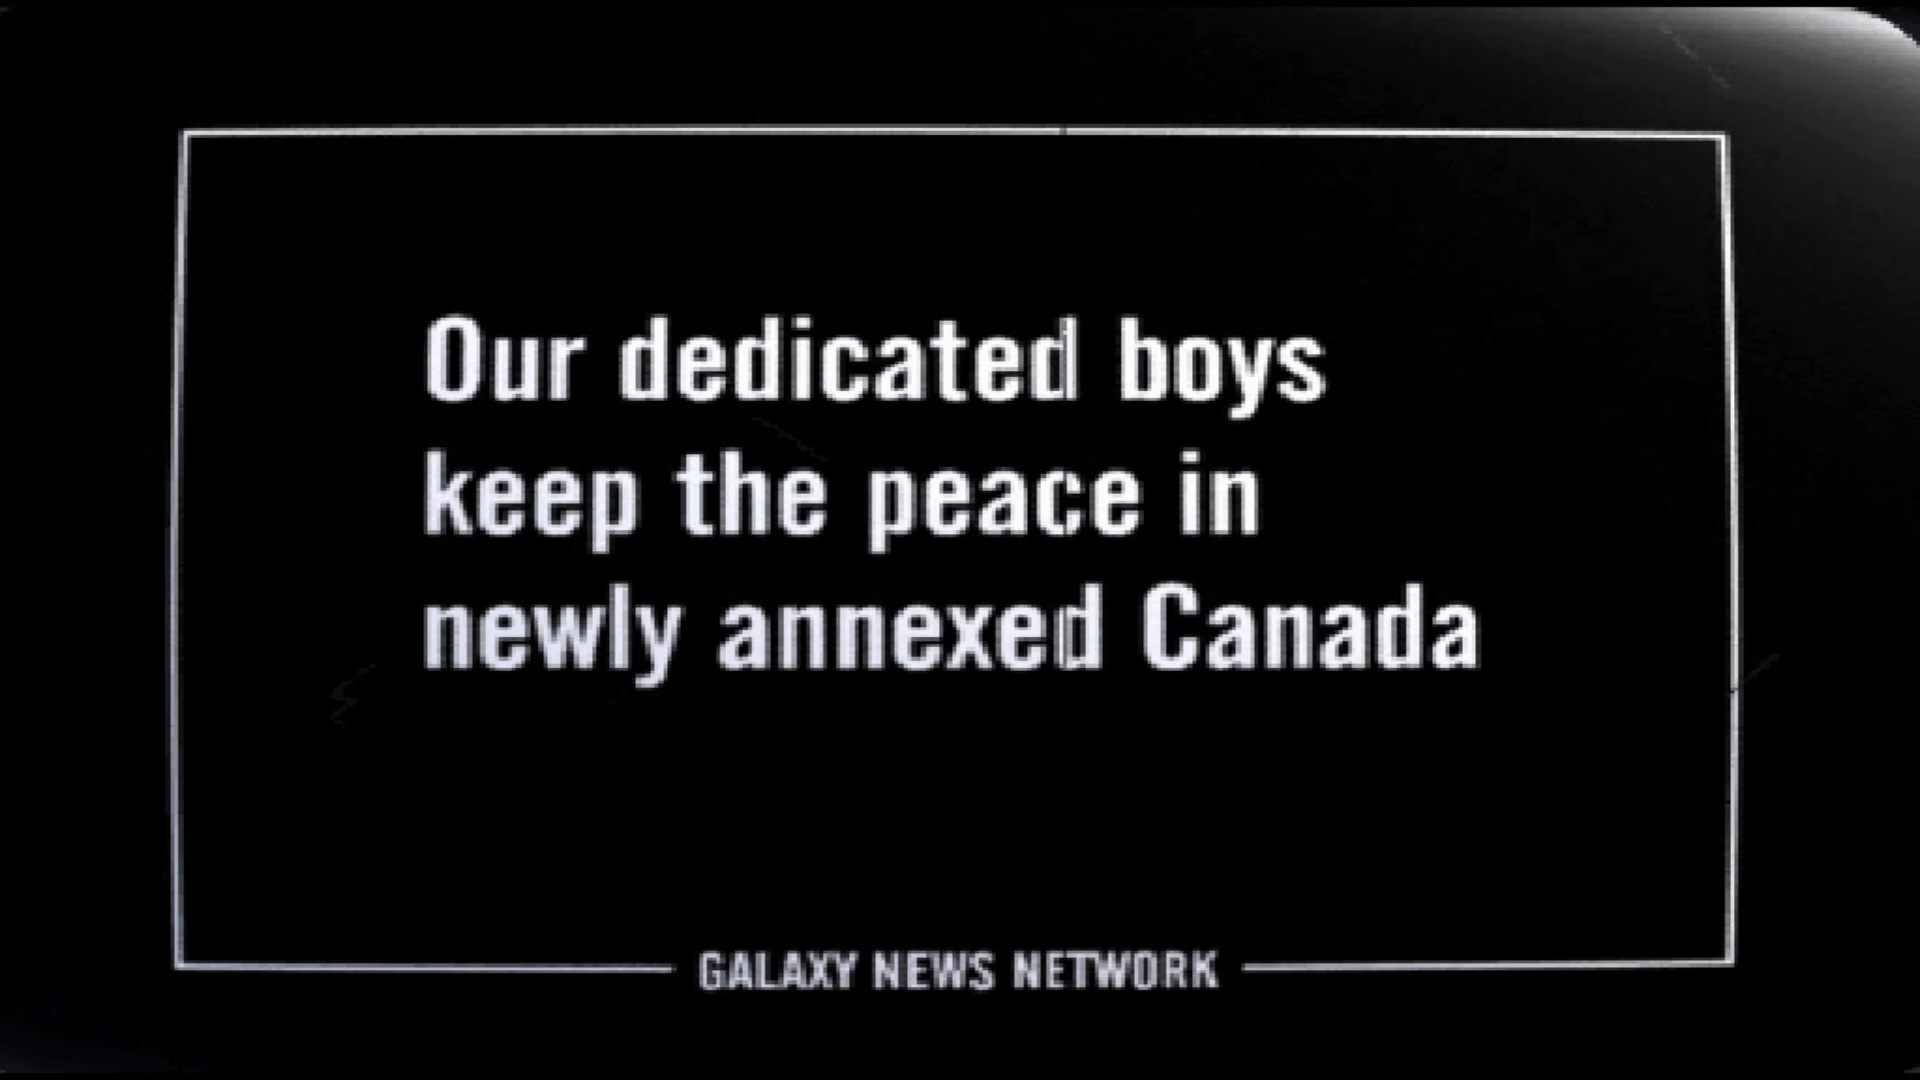 Our dedicated boys
keep the peace in
newly annexed Canada
GALAXY NEWS NETWORK